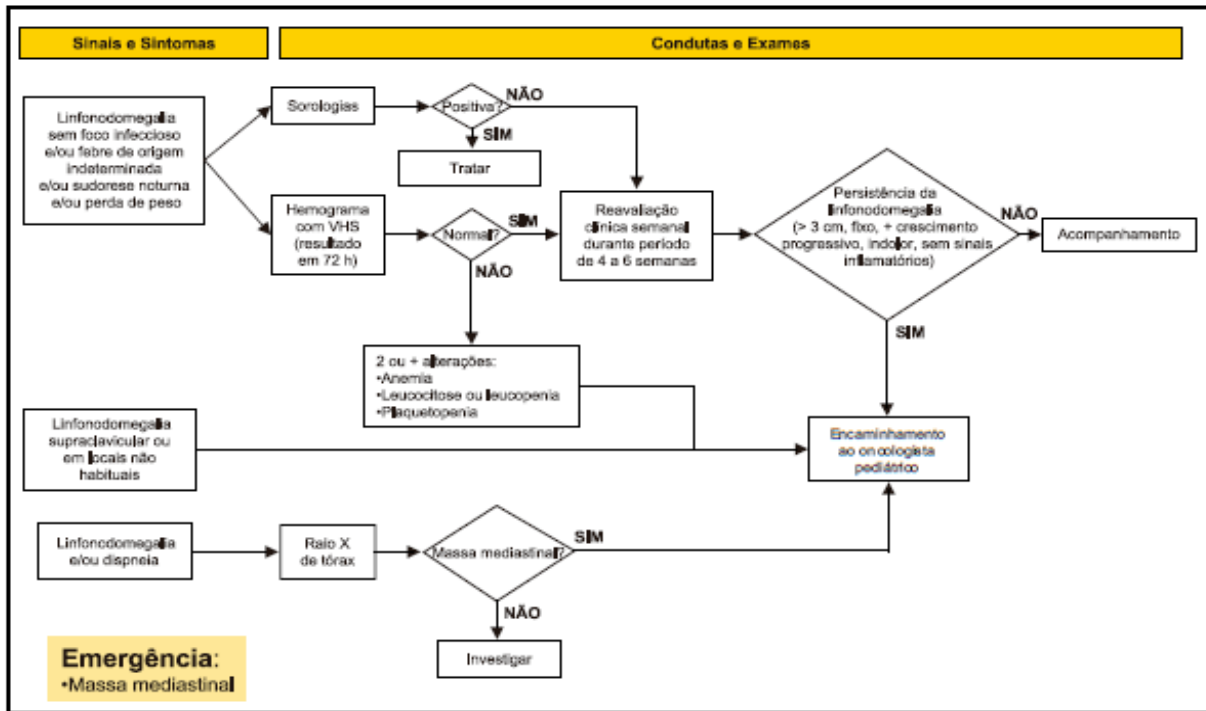 Sinais e Sintomas
Condutas e Exames
Linfonodomegalia
sem foco infeccioso
e/ou febre de origem
indeterminada
e/ou sudorese noturna
e/ou perda de peso
Sorologias
Positiva?
NÃO
SIM
Tratar
Hemograma
com VHS
(resultado
em 72 h)
Normal?
SIM
NÃO
Reavaliação
clínica semanal
durante período
de 4 a 6 semanas
Persistência da
linfonodomegalia
(> 3 cm, fixo, + crescimento
progressivo, indolor, sem sinais
inflamatórios)
NÃO
Acompanhamento
SIM
2 ou + alterações:
•Anemia
•Leucocitose ou leucopenia
•Plaquetopenia
Linfonodomegalia
supraclavicular ou
em locais não
habituais
Encaminhamento
ao oncologista
pediátrico
Linfonodomegalia
e/ou dispneia
Raio X
de tórax
Massa mediastinal?
SIM
NÃO
Investigar
Emergência:
•Massa mediastinal